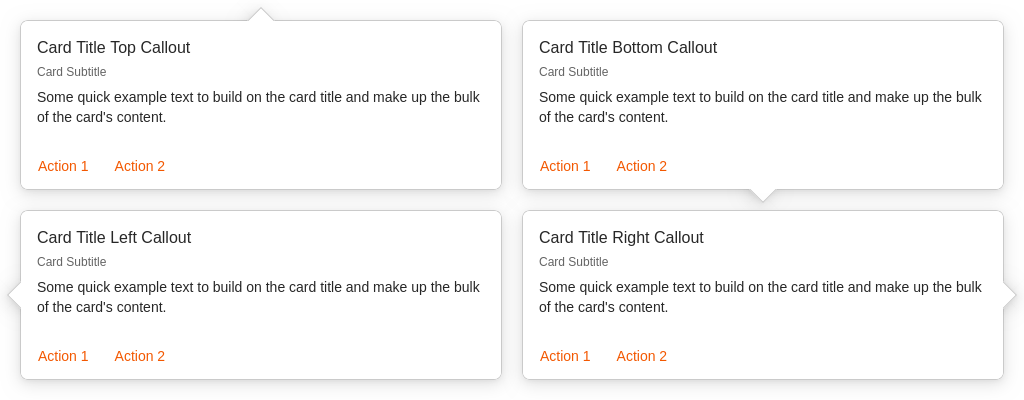 Card Title Top Callout
Card Subtitle
Some quick example text to build on the card title and make up the bulk
of the card's content.
Action 1 Action 2
Card Title Bottom Callout
Card Subtitle
Some quick example text to build on the card title and make up the bulk
of the card's content.
Action 1 Action 2
Card Title Left Callout
Card Subtitle
Some quick example text to build on the card title and make up the bulk
of the card's content.
Action 1 Action 2
Card Title Right Callout
Card Subtitle
Some quick example text to build on the card title and make up the bulk
of the card's content.
Action 1 Action 2